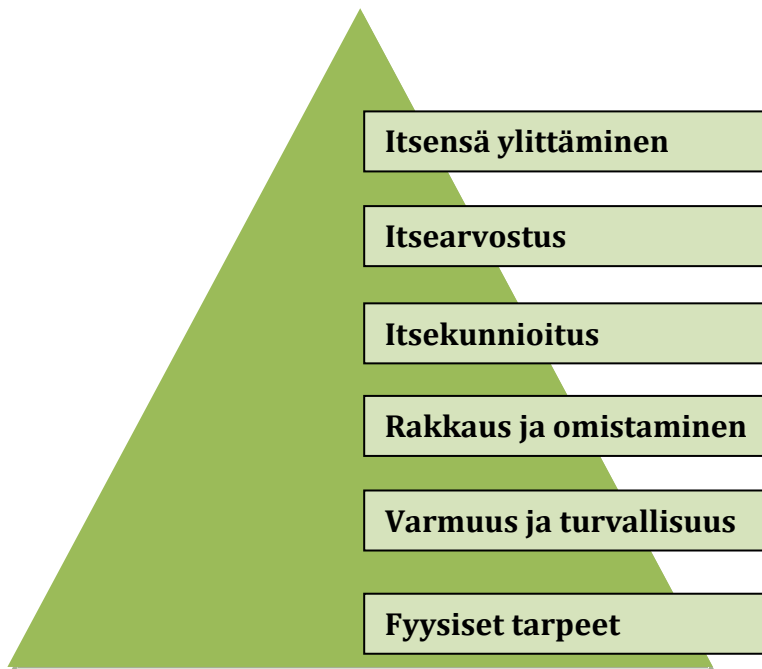 Itsensä ylittäminen
Itsearvostus
Itsekunnioitus
Rakkaus ja omistaminen
Varmuus ja turvallisuus
Fyysiset tarpeet